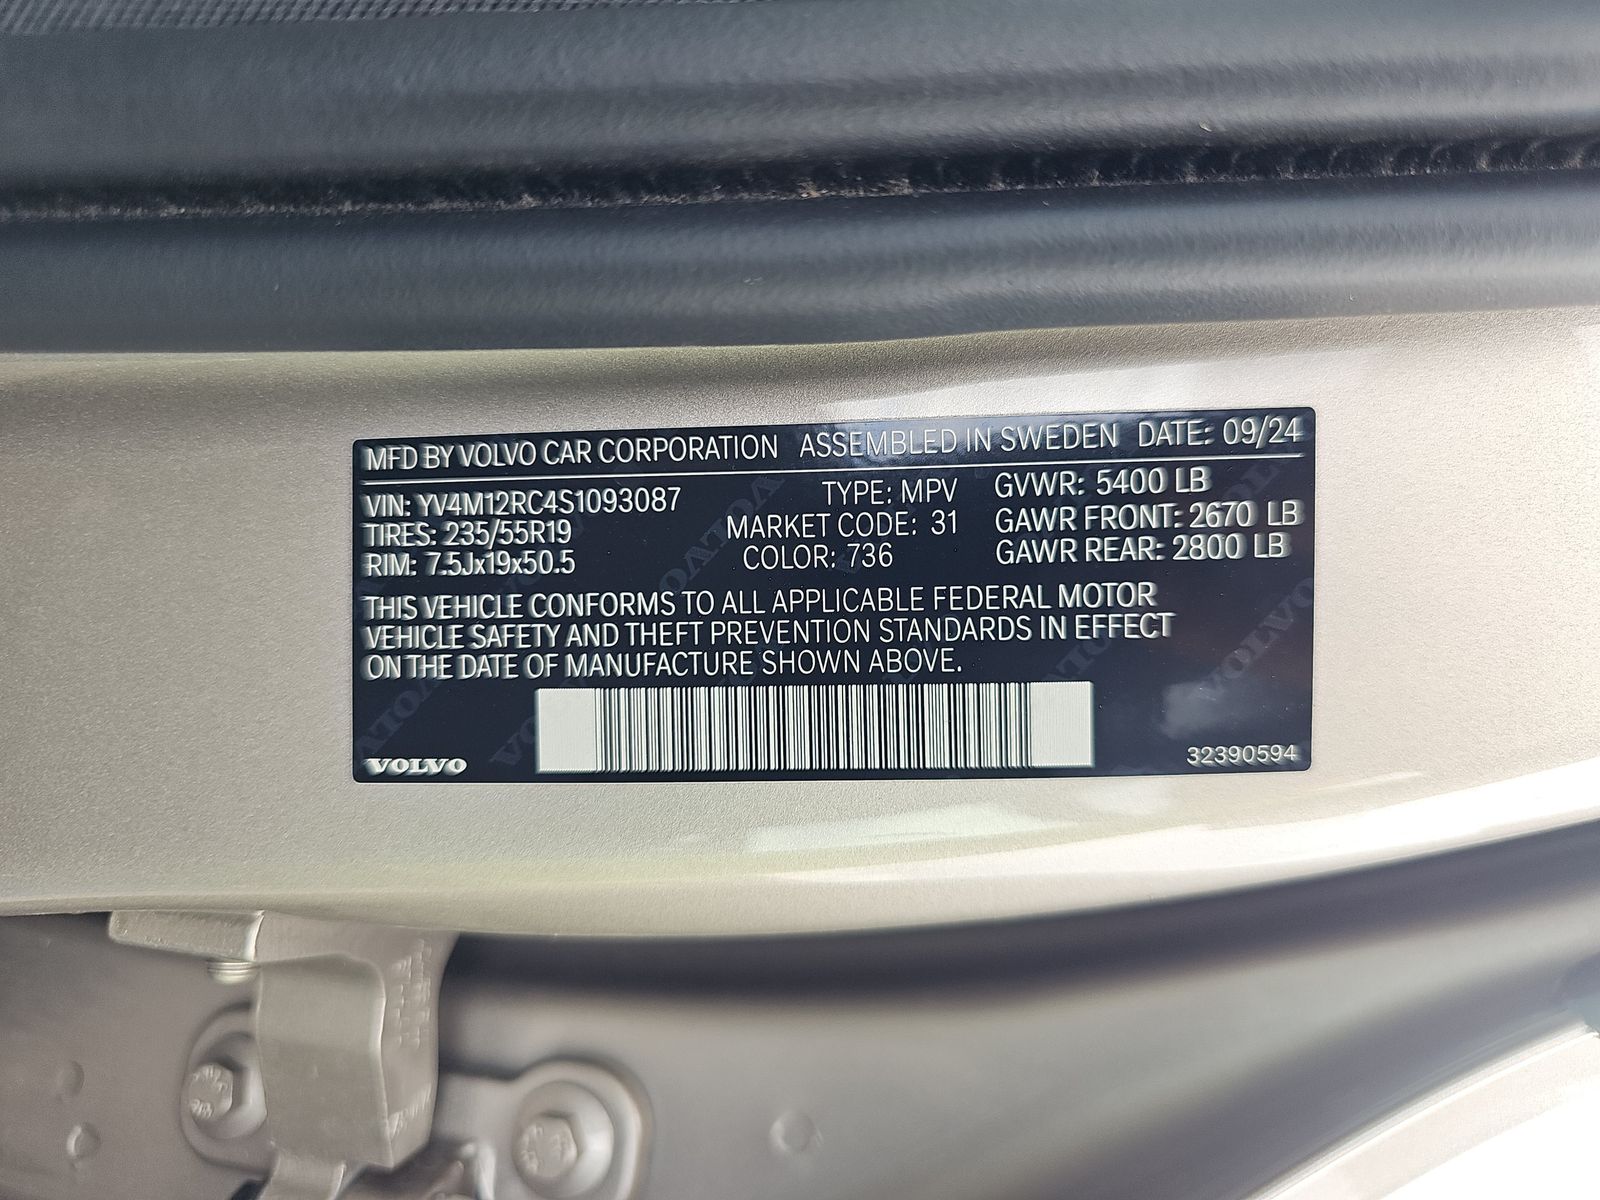 MFD BY VOLVO CAR CORPORATION ASSEMBLED IN SWEDEN DATE: 09/24
VIN: YV4M12RC4S1093087 TYPE: MPV GVWR: 5400 LB
TIRES: 235/55R19 MARKET CODE: 31 GAWR FRONT: 2670 LB
RIM: 7.5Jx19x50.5 COLOR: 736 GAWR REAR: 2800 LB
THIS VEHICLE CONFORMS TO ALL APPLICABLE FEDERAL MOTOR
VEHICLE SAFETY AND THEFT PREVENTION STANDARDS IN EFFECT
ON THE DATE OF MANUFACTURE SHOWN ABOVE.
VOLVO 32390594